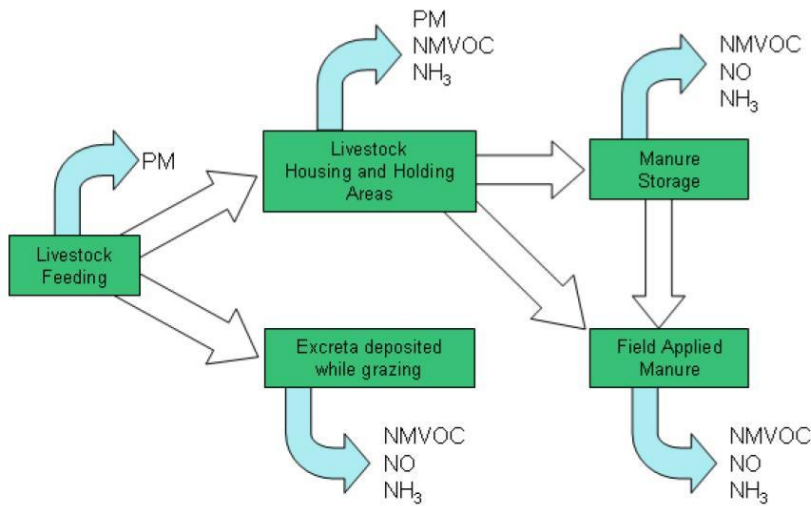 PM
NMVOC
NH₃
NMVOC
NO
NH₃
PM
Livestock
Housing and Holding
Areas
Manure
Storage
Livestock
Feeding
Excreta deposited
while grazing
Field Applied
Manure
NMVOC
NO
NH₃
NMVOC
NO
NH₃